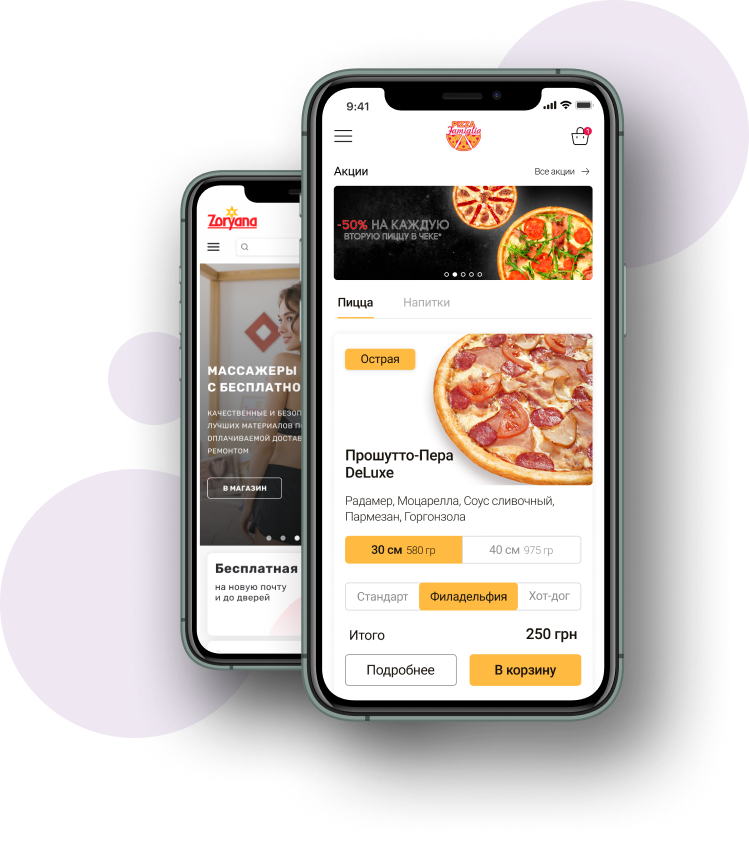 9:41
PIZZA
Famiglia
1
Акции
Все акции
-50% НА КАЖДУЮ
ВТОРУЮ ПИЦЦУ В ЧЕКЕ*
Пицца
Напитки
Острая
Прошутто-Пера
DeLuxe
Радамер, Моцарелла, Соус сливочный,
Пармезан, Горгонзола
30 см 580 гр
40 см 975 гр
Стандарт
Филадельфия
Хот-дог
Итого
250 грн
Подробнее
В корзину
Zoryana
МАССАЖЕРЫ
С БЕСПЛАТНО
КАЧЕСТВЕННЫЕ И БЕЗОП
ЛУЧШИХ МАТЕРИАЛОВ П
ОПЛАЧИВАЕМОЙ ДОСТАВ
РЕМОНТОМ
В МАГАЗИН
Бесплатная
на новую почту
и до дверей